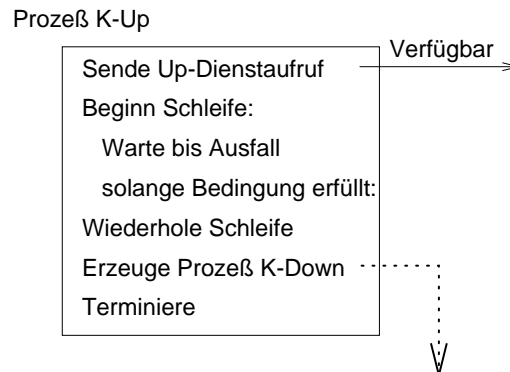 Prozeß K-Up
Verfügbar
Sende Up-Dienstaufruf
Beginn Schleife:
Warte bis Ausfall
solange Bedingung erfüllt:
Wiederhole Schleife
Erzeuge Prozeß K-Down
Terminiere